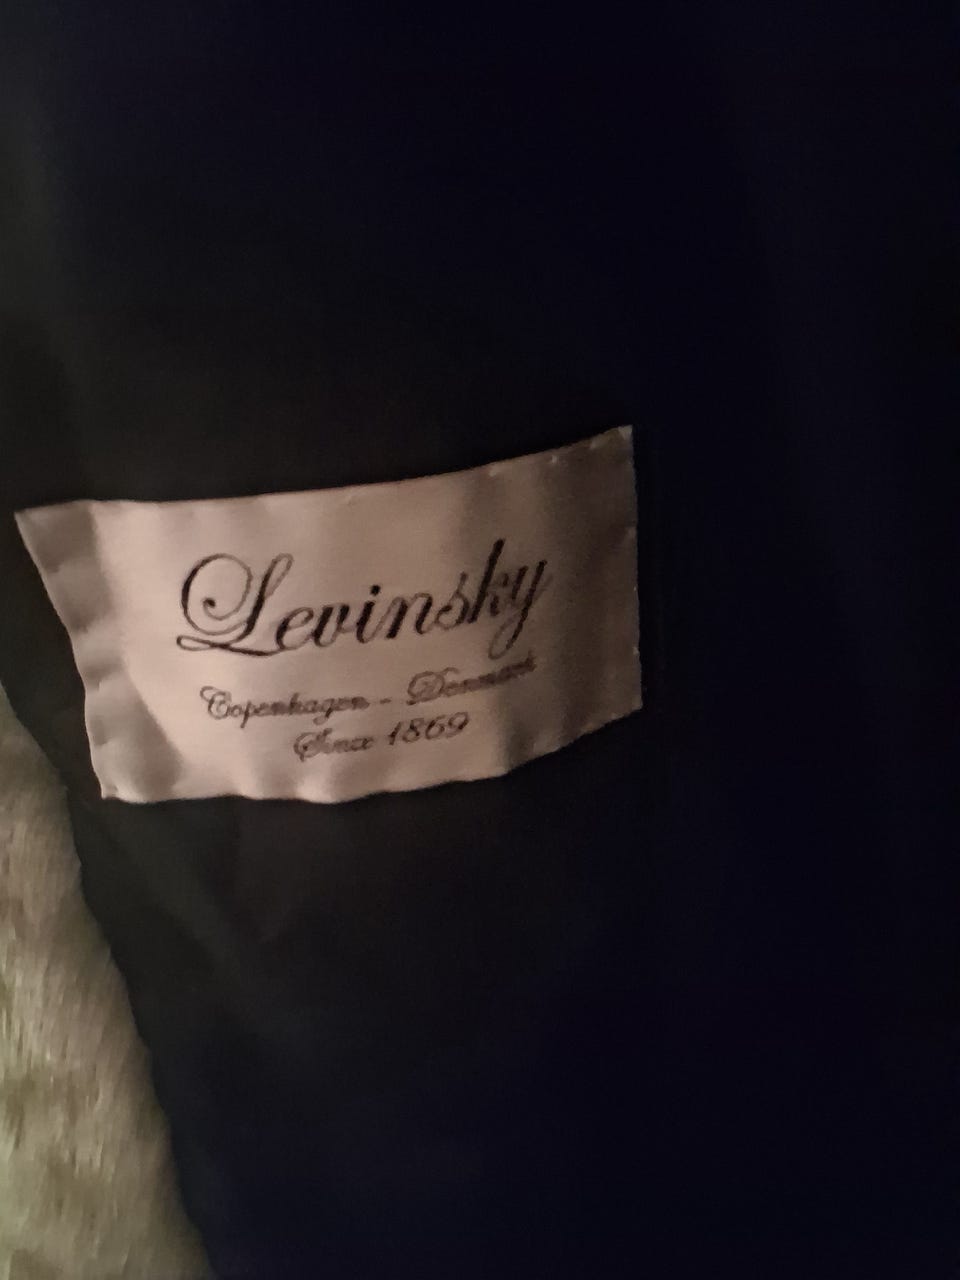 Levinsky
Copenhagen - Denmark
Since 1869